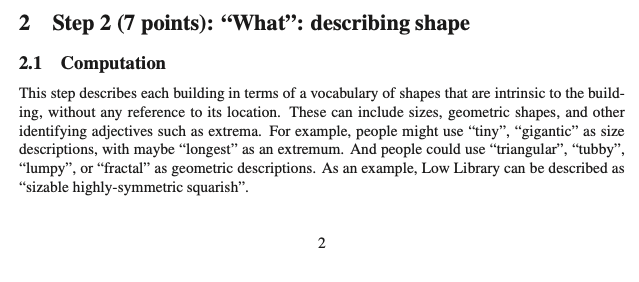 2 Step 2 (7 points): “What”: describing shape
2.1 Computation
This step describes each building in terms of a vocabulary of shapes that are intrinsic to the build-
ing, without any reference to its location. These can include sizes, geometric shapes, and other
identifying adjectives such as extrema. For example, people might use “tiny”, “gigantic” as size
descriptions, with maybe “longest” as an extremum. And people could use “triangular”, “tubby”,
“lumpy”, or “fractal” as geometric descriptions. As an example, Low Library can be described as
“sizable highly-symmetric squarish”.
2